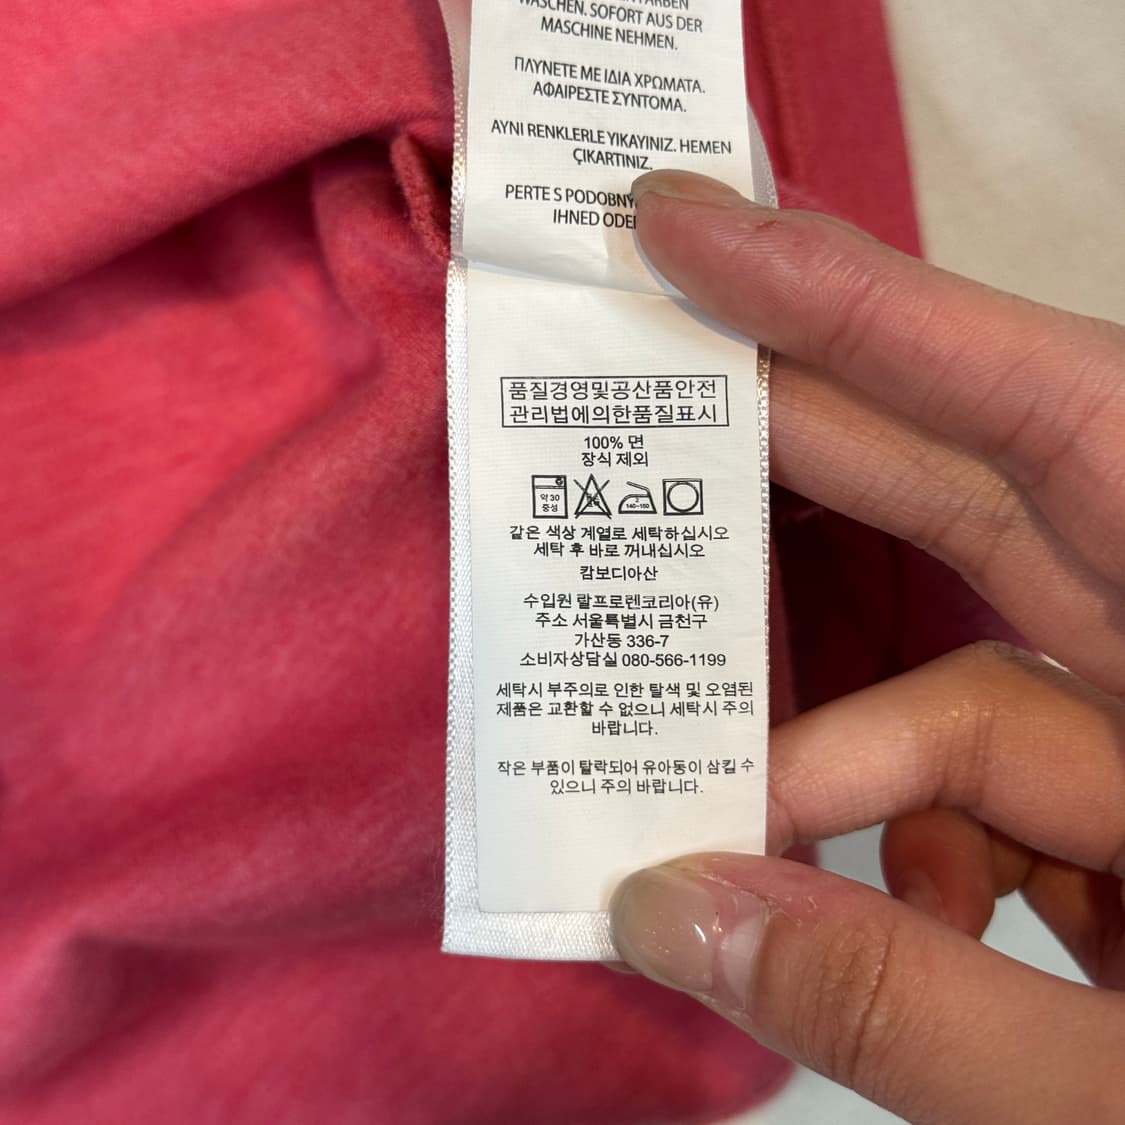 FARBEN
WASCHEN. SOFORT AUS DER
MASCHINE NEHMEN.
ΠΛΥΝΕΤΕ ΜΕ ΙΔΙΑ ΧΡΩΜΑΤΑ.
ΑΦΑΙΡΕΣΤΕ ΣΥΝΤΟΜΑ.
AYNI RENKLERLE YIKAYINIZ. HEMEN
ÇIKARTINIZ.
PERTE S PODOBNÝ
IHNED ODE
품질경영및공산품안전
관리법에의한품질표시
100% 면
장식 제외
약 30
중성
2
140~160
같은 색상 계열로 세탁하십시오
세탁 후 바로 꺼내십시오
캄보디아산
수입원 랄프로렌코리아(유)
주소 서울특별시 금천구
가산동 336-7
소비자상담실 080-566-1199
세탁시 부주의로 인한 탈색 및 오염된
제품은 교환할 수 없으니 세탁시 주의
바랍니다.
작은 부품이 탈락되어 유아동이 삼킬 수
있으니 주의 바랍니다.